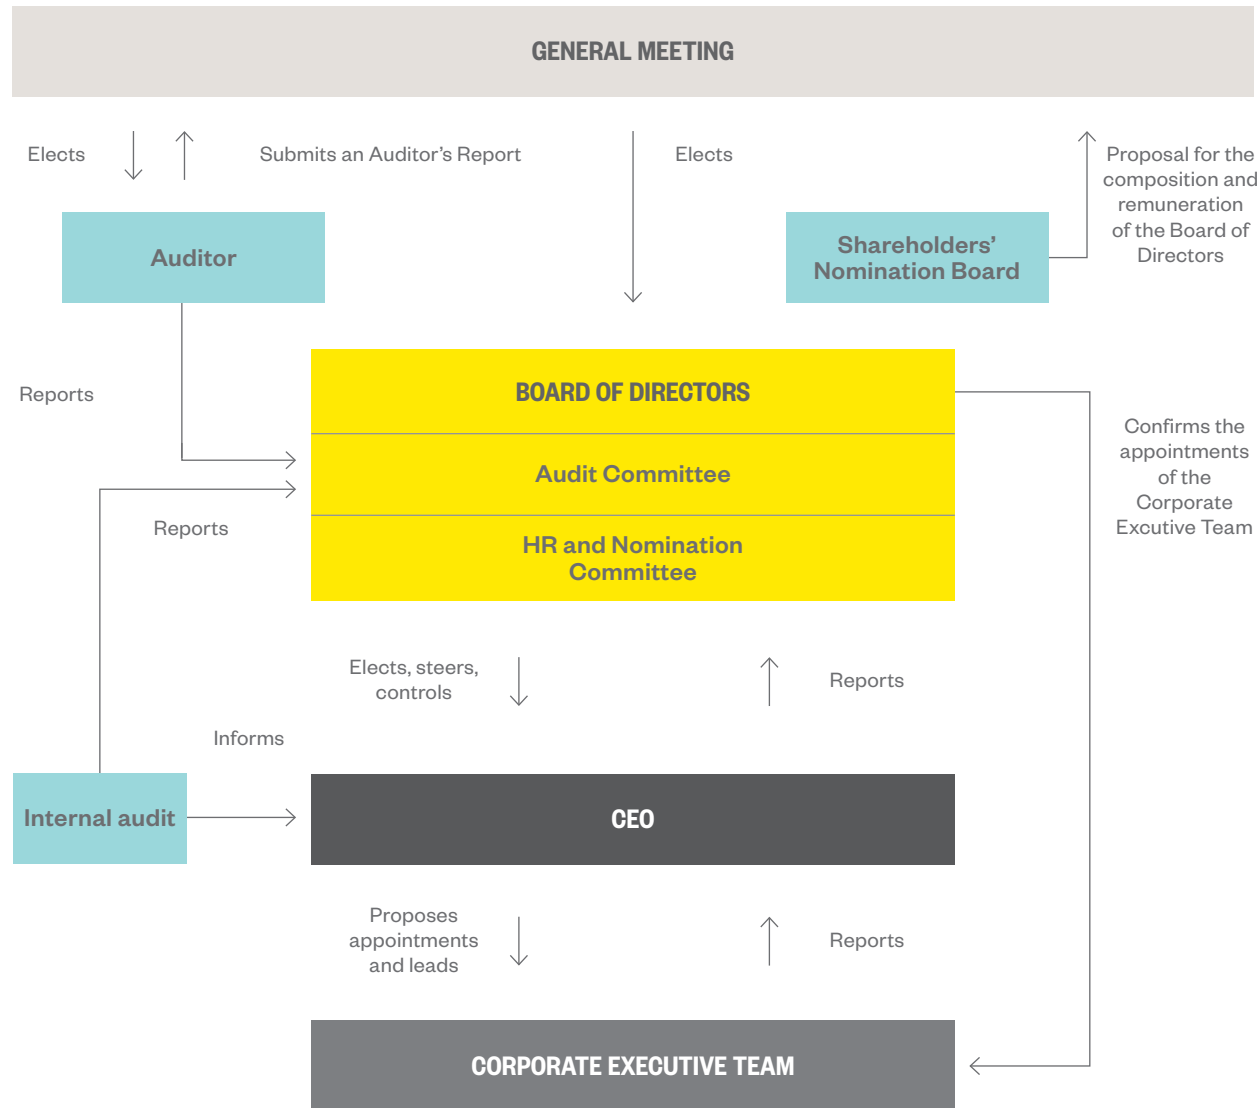 GENERAL MEETING
Elects
Submits an Auditor’s Report
Elects
Proposal for the
composition and
remuneration
of the Board of
Directors
Auditor
Shareholders’
Nomination Board
Reports
BOARD OF DIRECTORS
Confirms the
appointments
of the
Corporate
Excutive Team
Audit Committee
Reports
HR and Nomination
Committee
Elects, steers,
controls
Reports
Informs
Internal audit
CEO
Proposes
appointments
and leads
Reports
CORPORATE EXECUTIVE TEAM